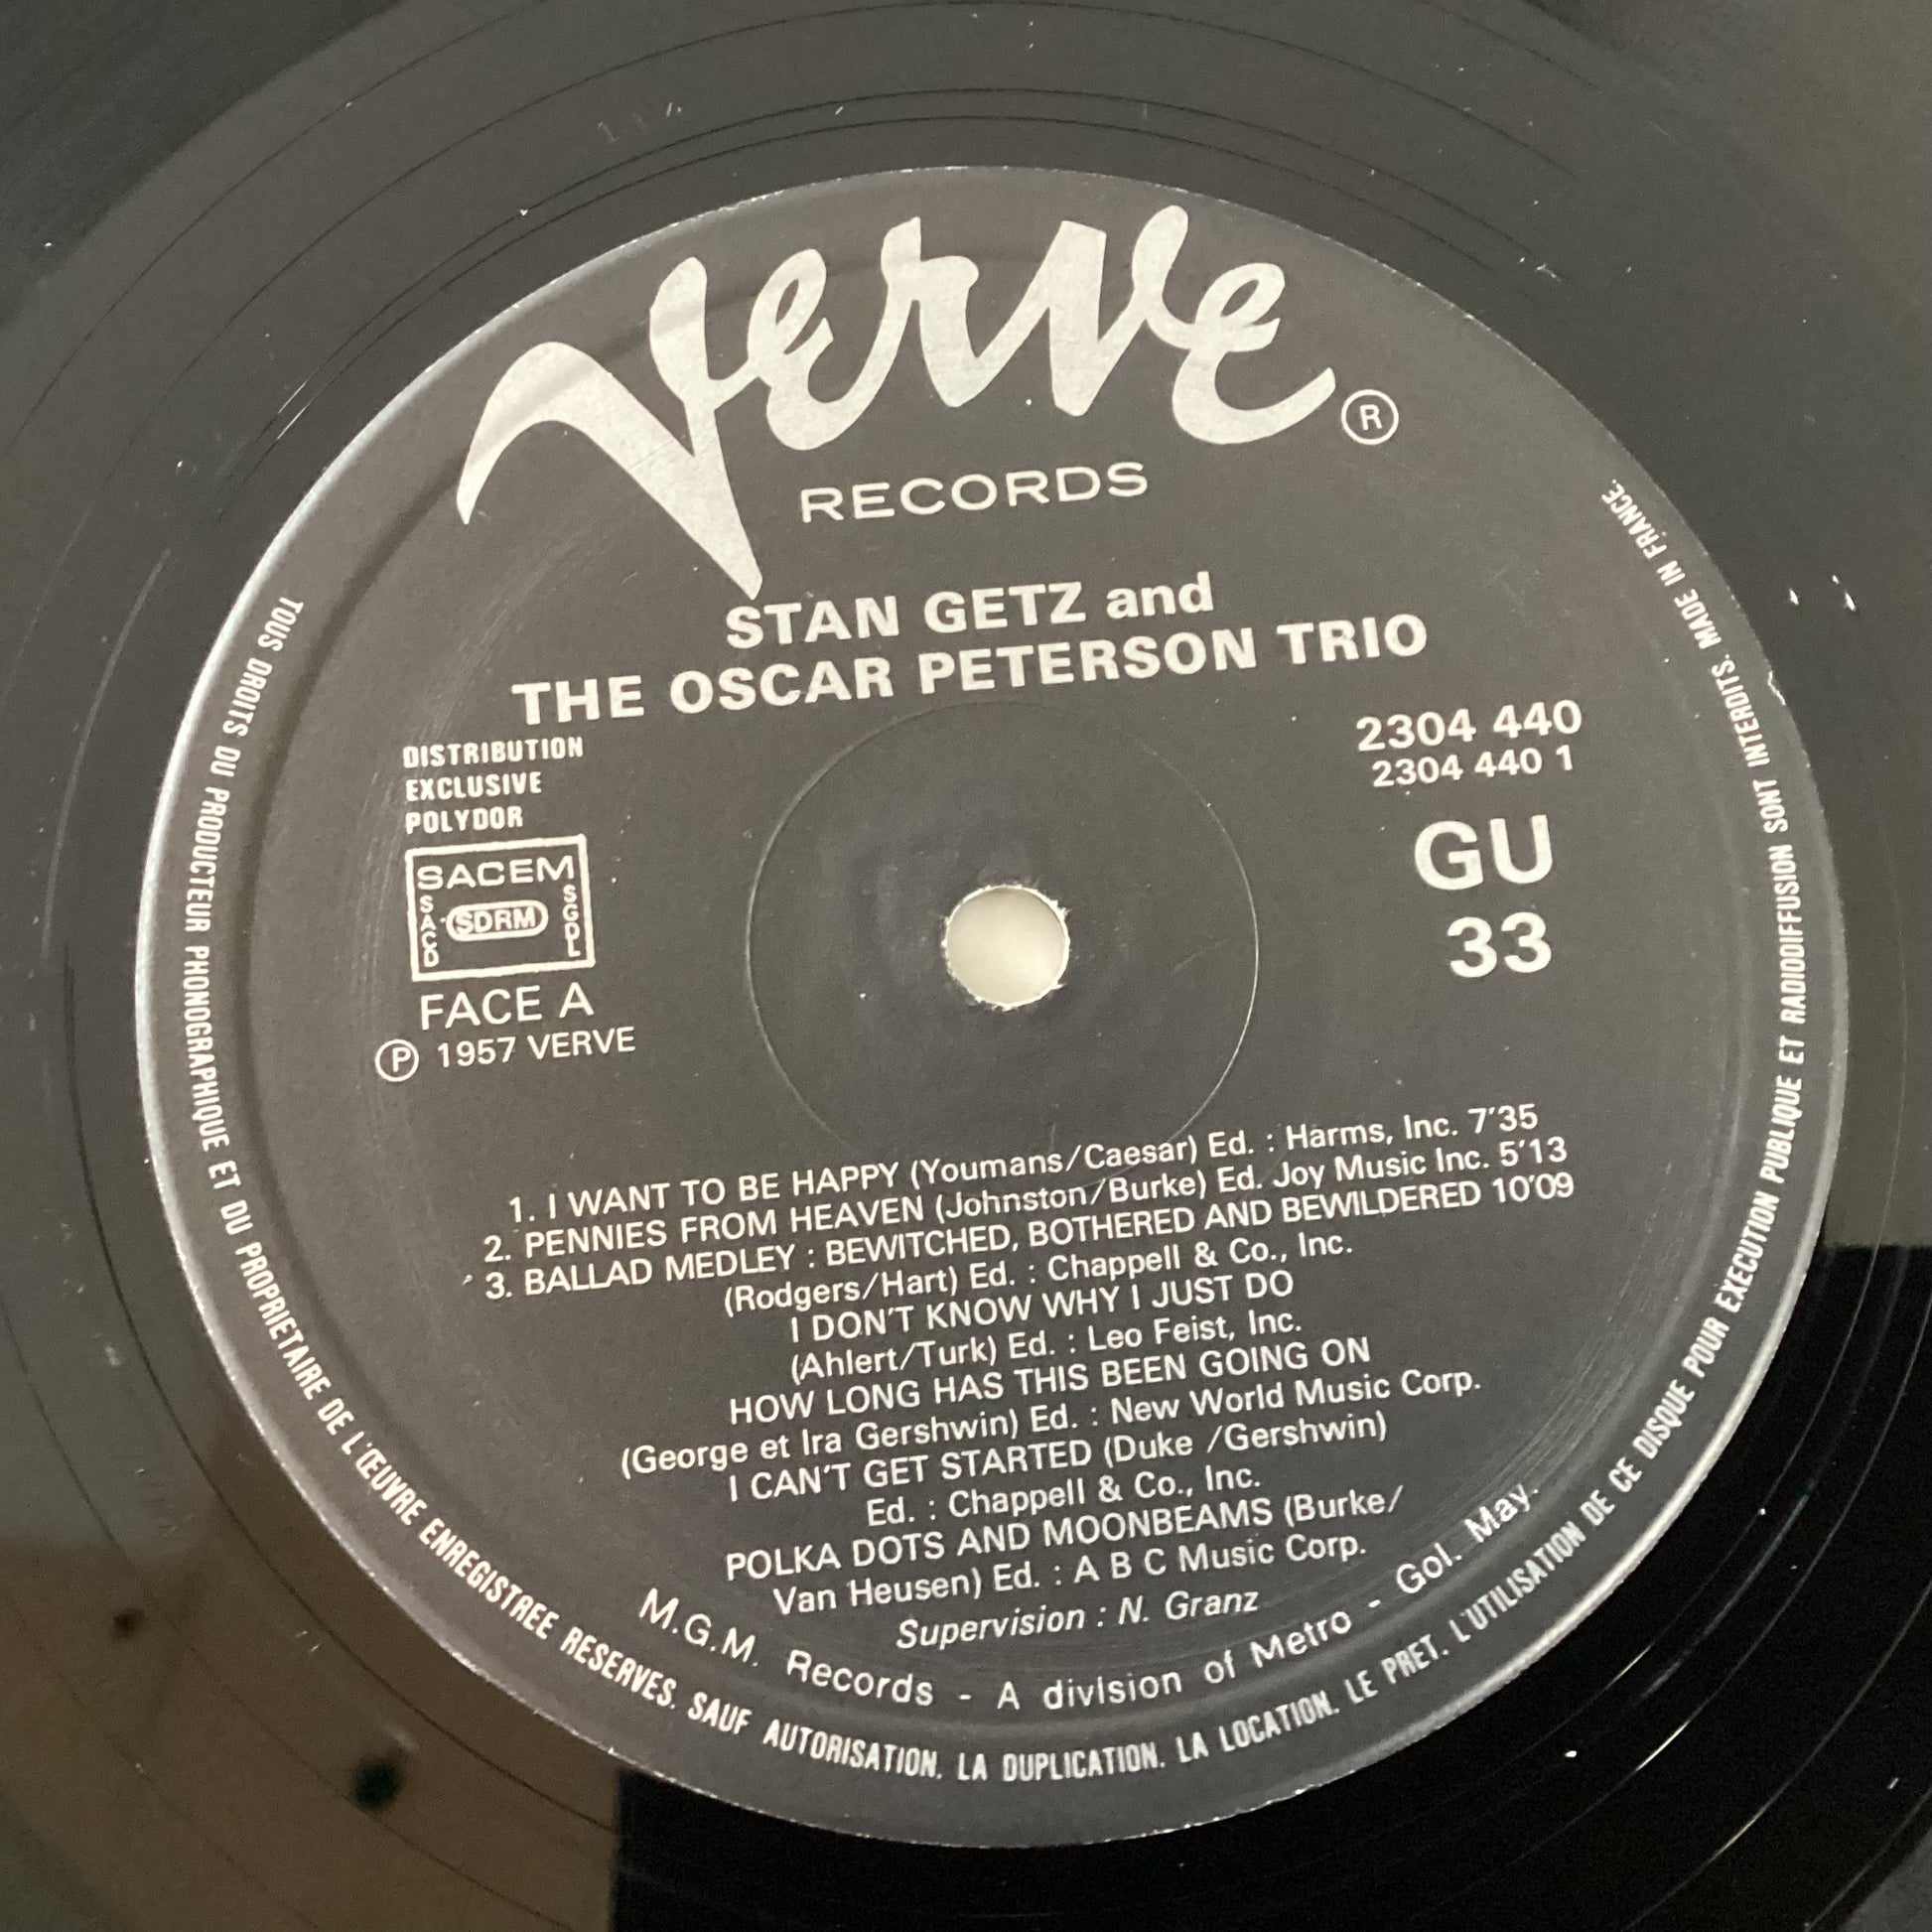 Verve ®
RECORDS
STAN GETZ and
THE OSCAR PETERSON TRIO
DISTRIBUTION
EXCLUSIVE
POLYDOR
SACEM
SACD
SDRM
SGDL
FACE A
Ⓟ 1957 VERVE
2304 440
2304 440 1
GU
33
1. I WANT TO BE HAPPY (Youmans/Caesar) Ed. : Harms, Inc. 7'35
2. PENNIES FROM HEAVEN (Johnston/Burke) Ed. Joy Music Inc. 5'13
3. BALLAD MEDLEY : BEWITCHED, BOTHERED AND BEWILDERED 10'09
(Rodgers/Hart) Ed. : Chappell & Co., Inc.
I DON'T KNOW WHY I JUST DO
(Ahlert/Turk) Ed. : Leo Feist, Inc.
HOW LONG HAS THIS BEEN GOING ON
(George et Ira Gershwin) Ed. : New World Music Corp.
I CAN'T GET STARTED (Duke /Gershwin)
Ed. : Chappell & Co., Inc.
POLKA DOTS AND MOONBEAMS (Burke/
Van Heusen) Ed. : A B C Music Corp.
Supervision : N. Granz
M.G.M. Records - A division of Metro - Gol. May.
TOUS DROITS DU PRODUCTEUR PHONOGRAPHIQUE ET DU PROPRIETAIRE DE L'ŒUVRE ENREGISTREE RESERVES. SAUF AUTORISATION, LA DUPLICATION, LA LOCATION, LE PRET, L'UTILISATION DE CE DISQUE POUR EXECUTION PUBLIQUE ET RADIODIFFUSION SONT INTERDITS. MADE IN FRANCE.